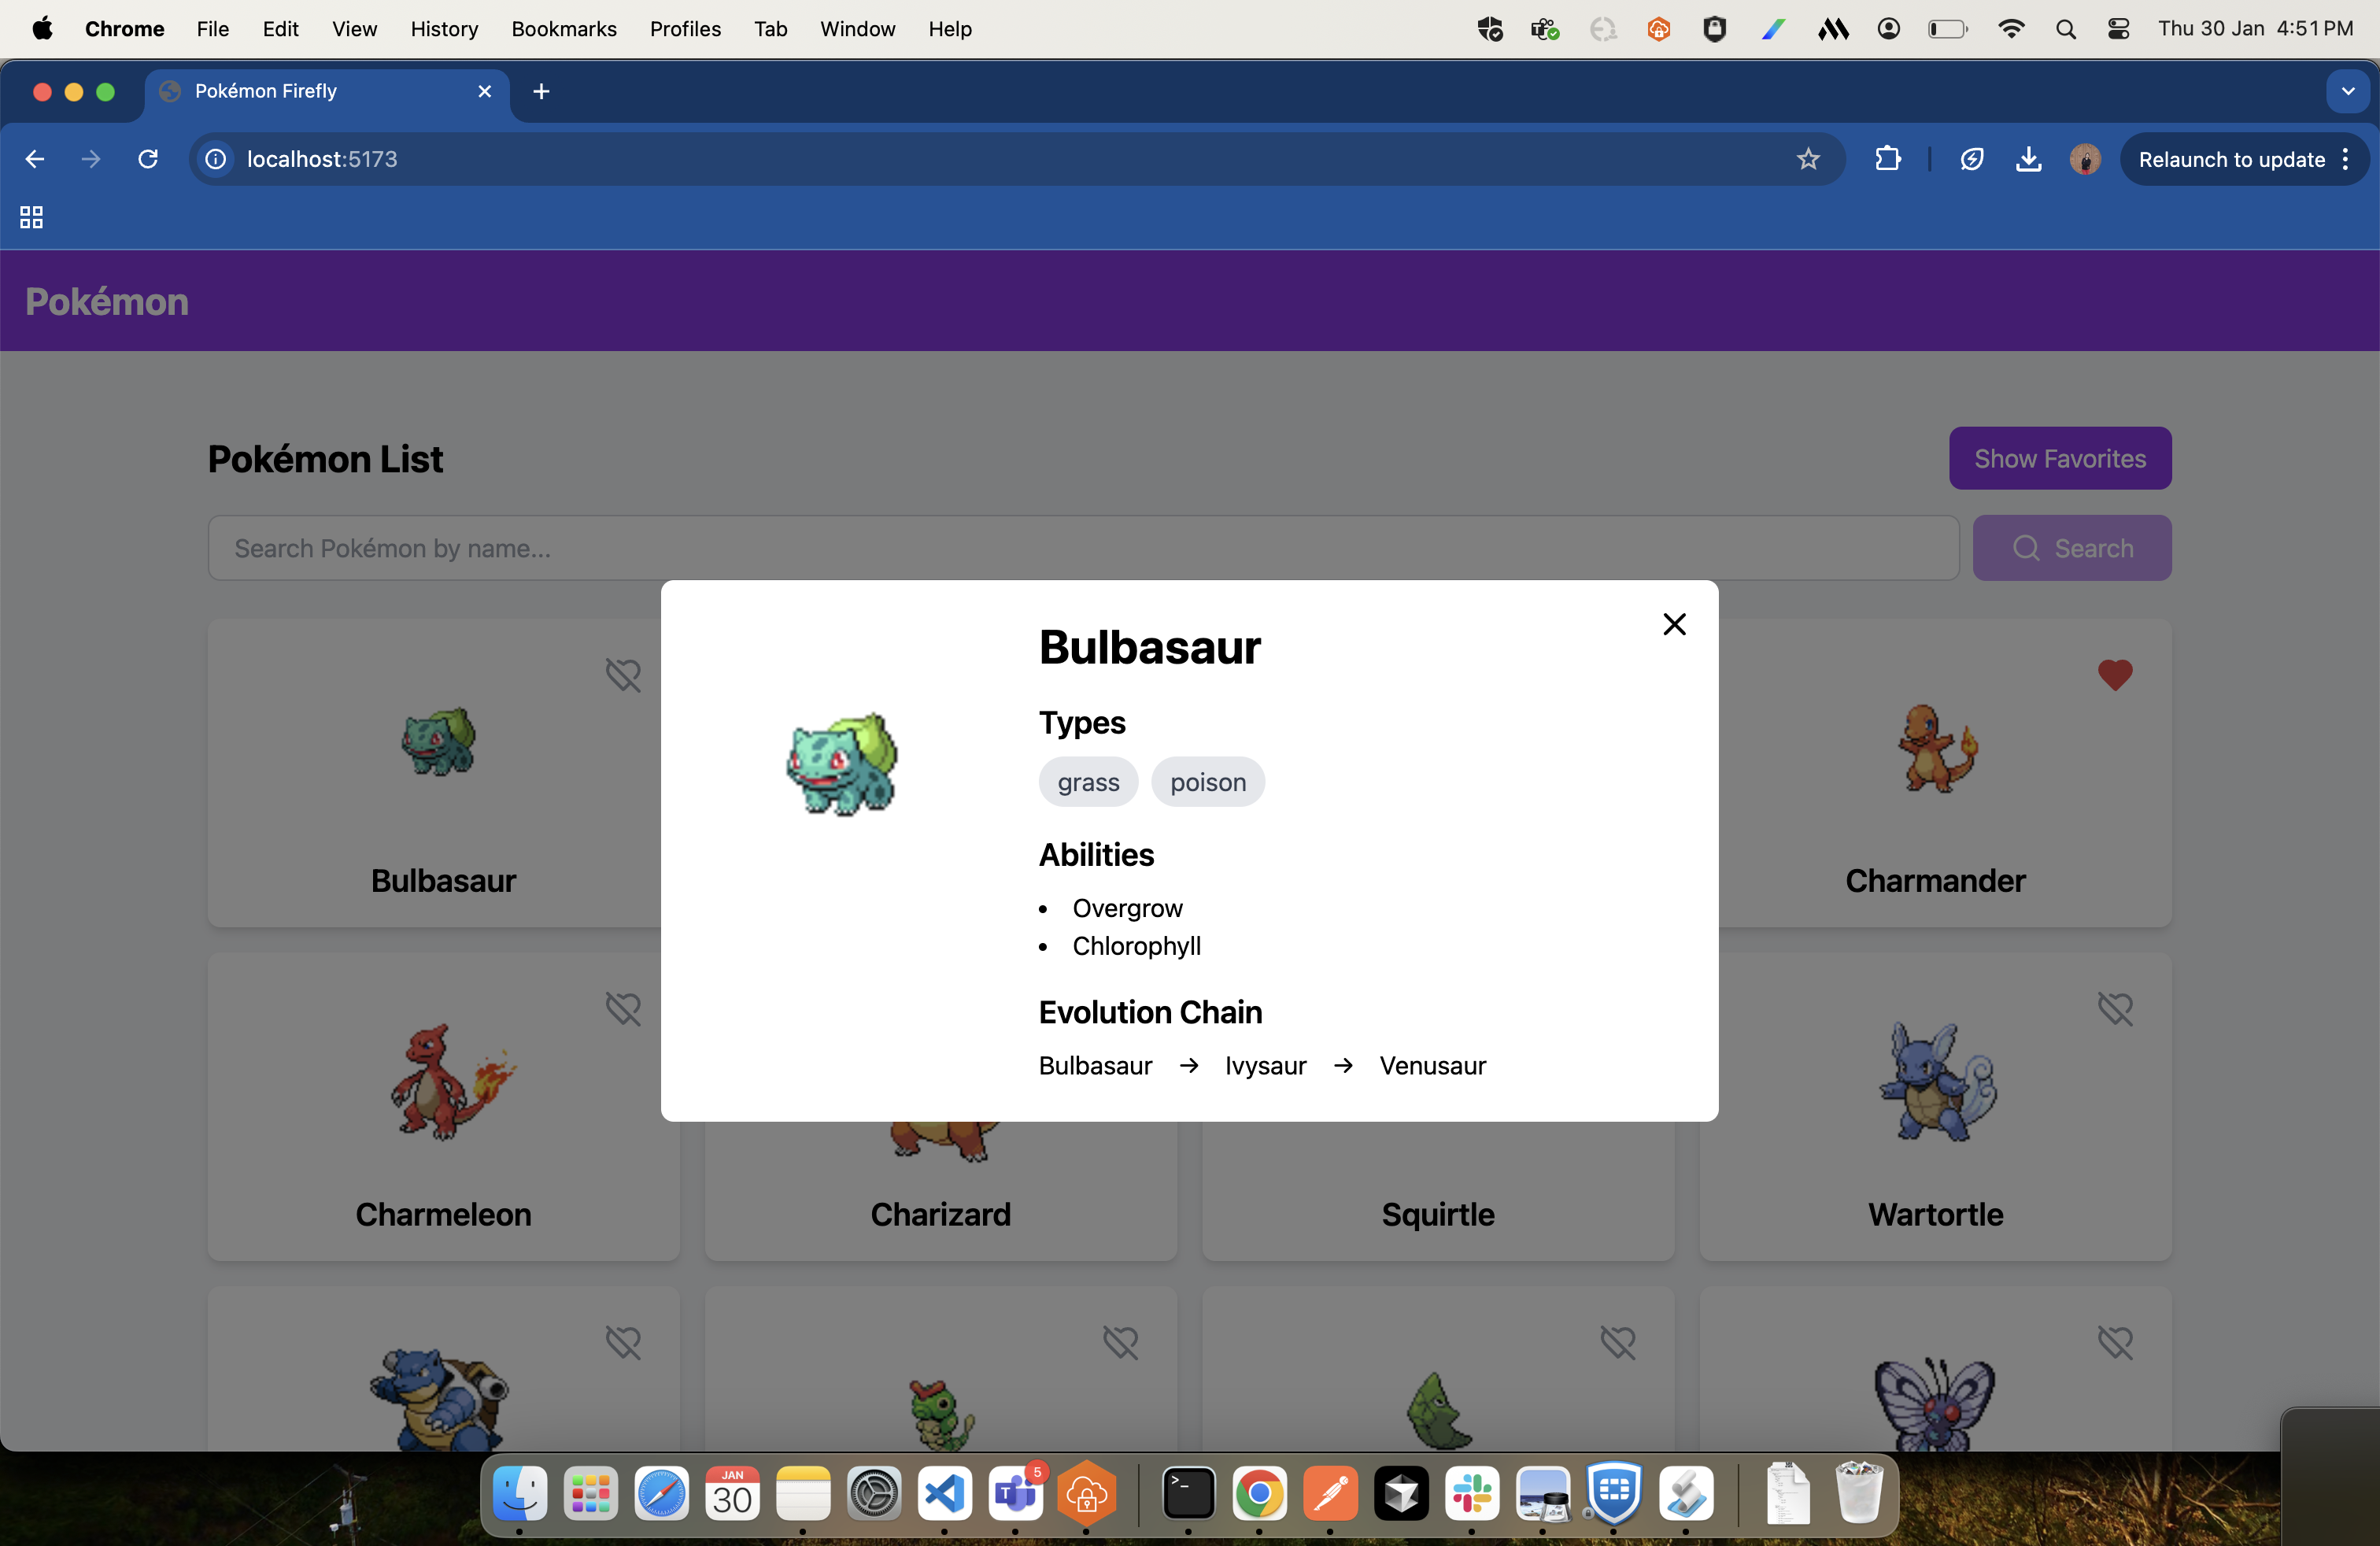 Chrome File Edit View History Bookmarks Profiles Tab Window Help Thu 30 Jan 4:51 PM
Pokémon Firefly
localhost:5173 Relaunch to update
Pokémon
Pokémon List Show Favorites
Search Pokémon by name... Search
Bulbasaur
Types
grass poison
Abilities
• Overgrow
• Chlorophyll
Evolution Chain
Bulbasaur → Ivysaur → Venusaur
Bulbasaur Charmander
Charmeleon Charizard Squirtle Wartortle
JAN
30
T
5
>_